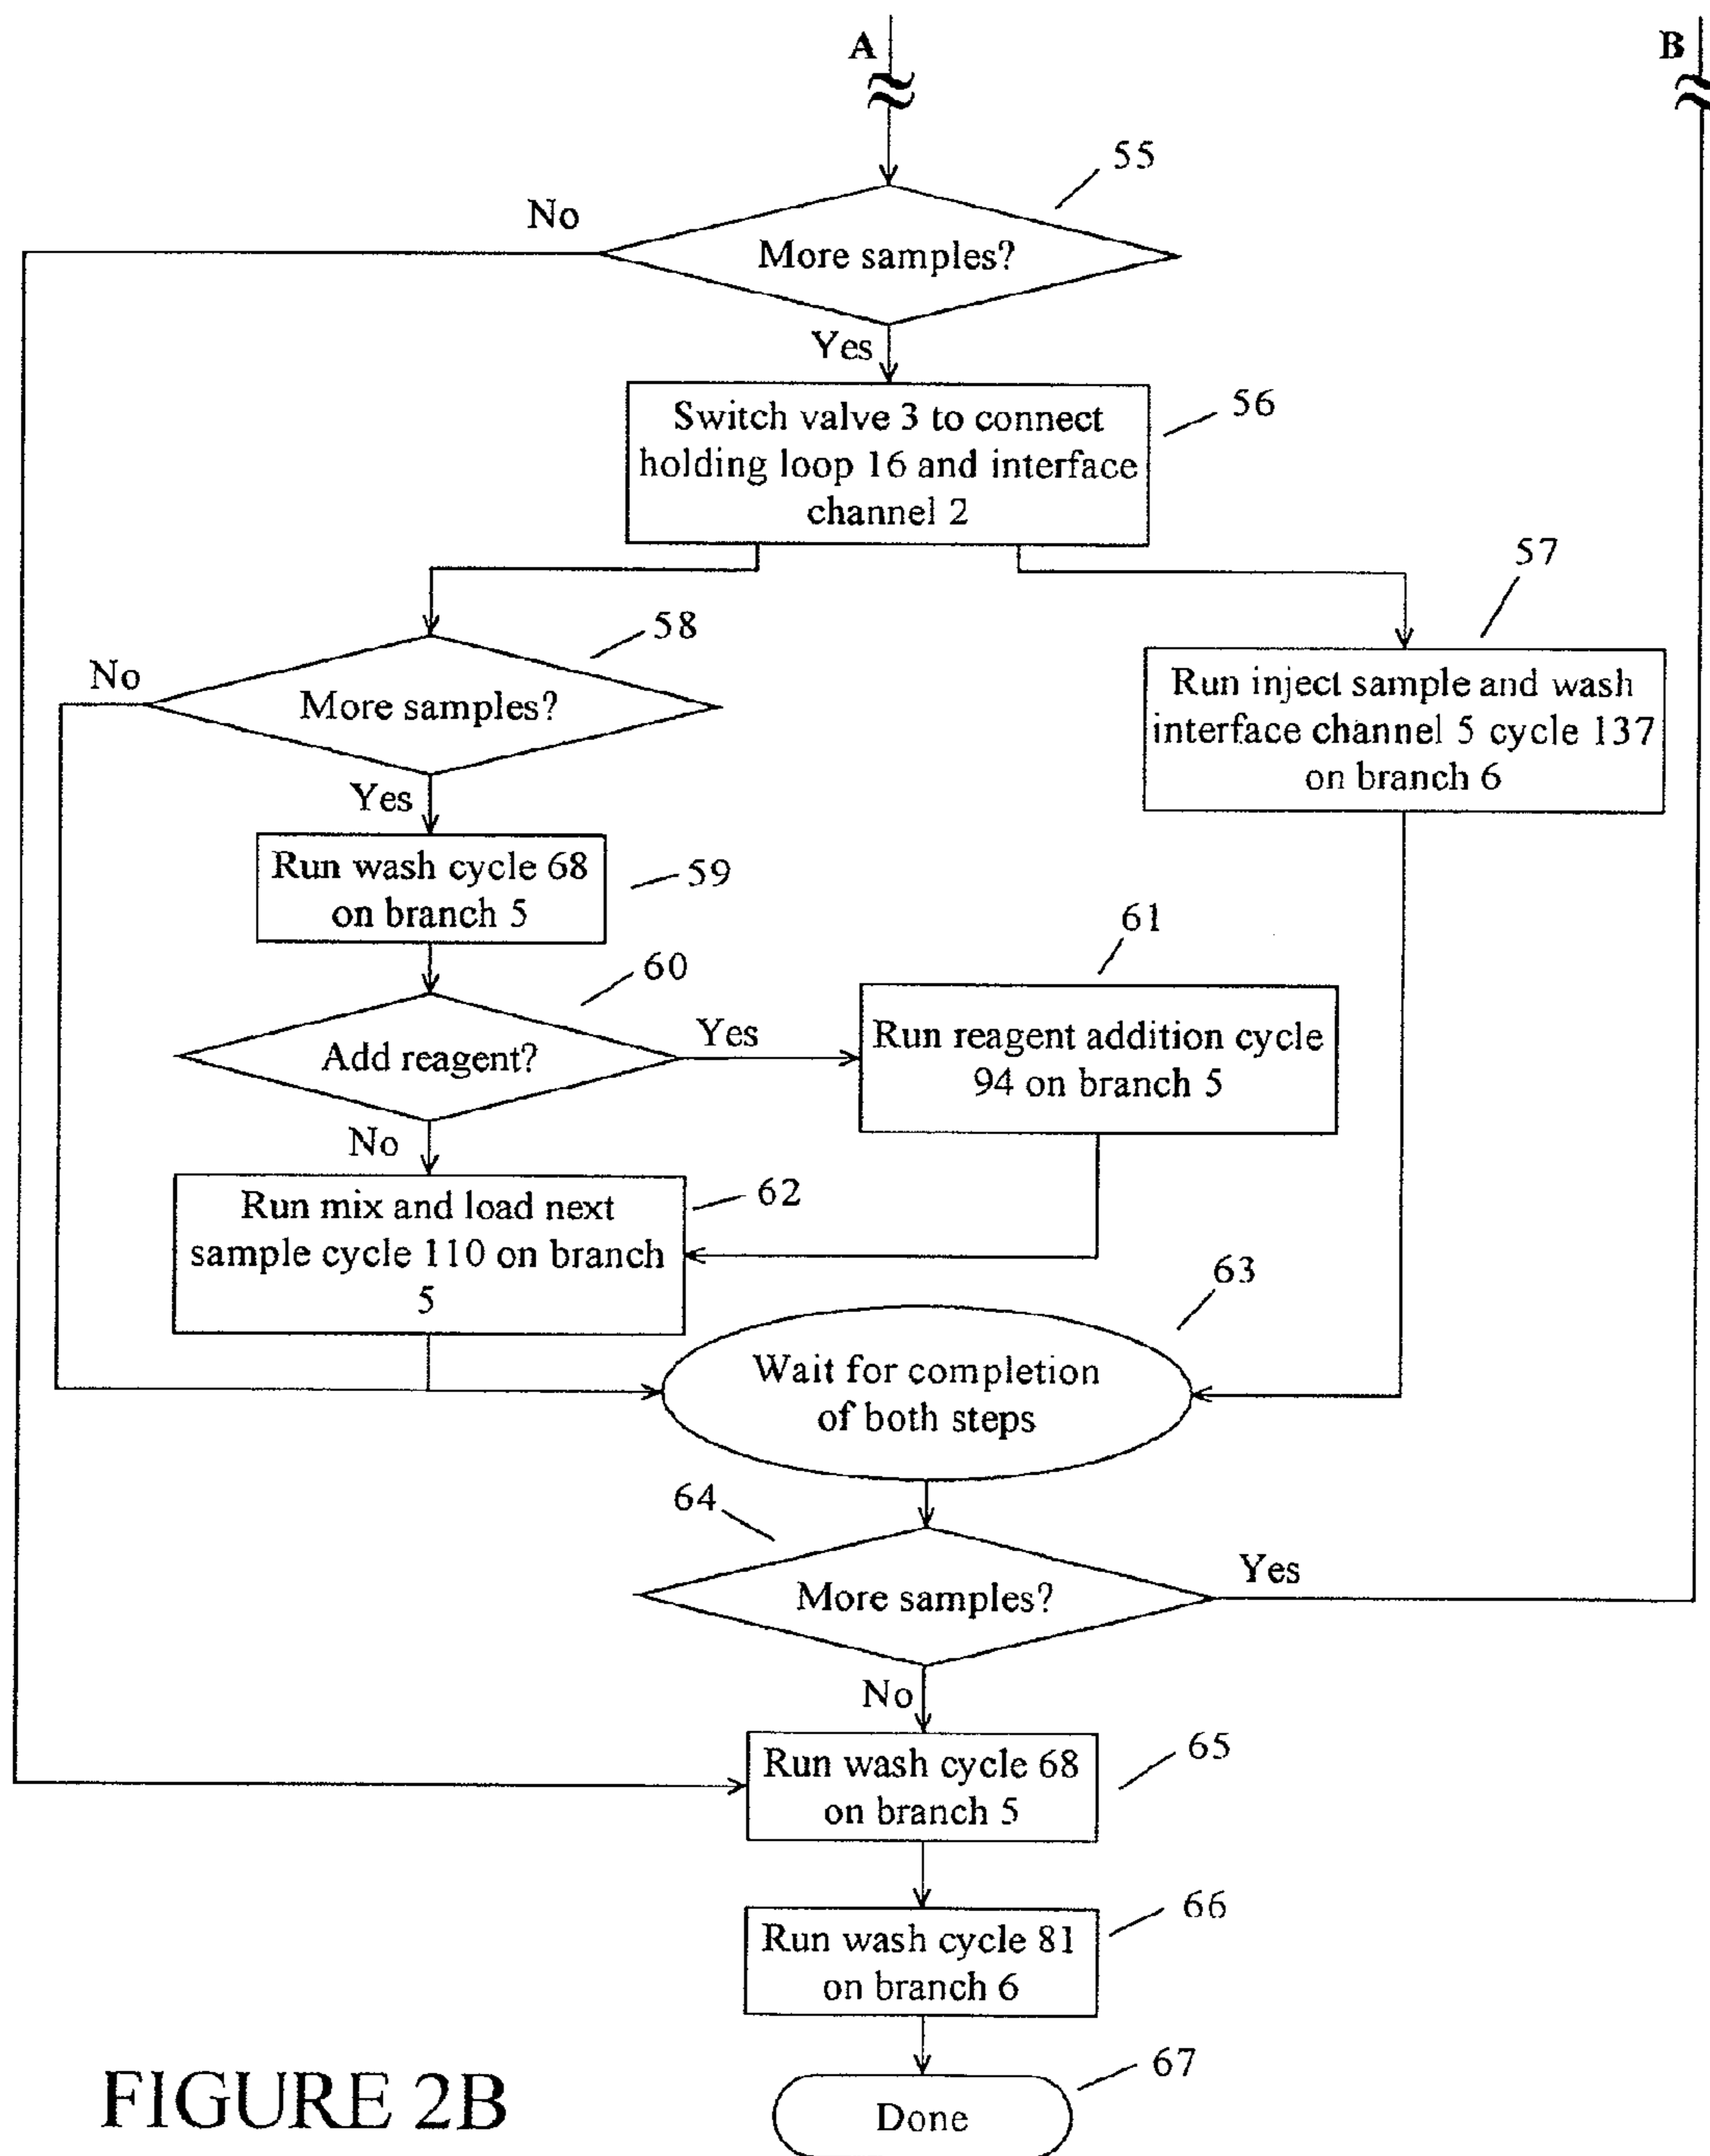 A
B
55
No
More samples?
Yes
Switch valve 3 to connect
holding loop 16 and interface
channel 2
56
57
58
No
More samples?
Run inject sample and wash
interface channel 5 cycle 137
on branch 6
Yes
Run wash cycle 68
on branch 5
59
61
60
Add reagent?
Yes
Run reagent addition cycle
94 on branch 5
No
Run mix and load next
sample cycle 110 on branch
5
62
63
Wait for completion
of both steps
64
More samples?
Yes
No
Run wash cycle 68
on branch 5
65
Run wash cycle 81
on branch 6
66
67
Done
FIGURE 2B